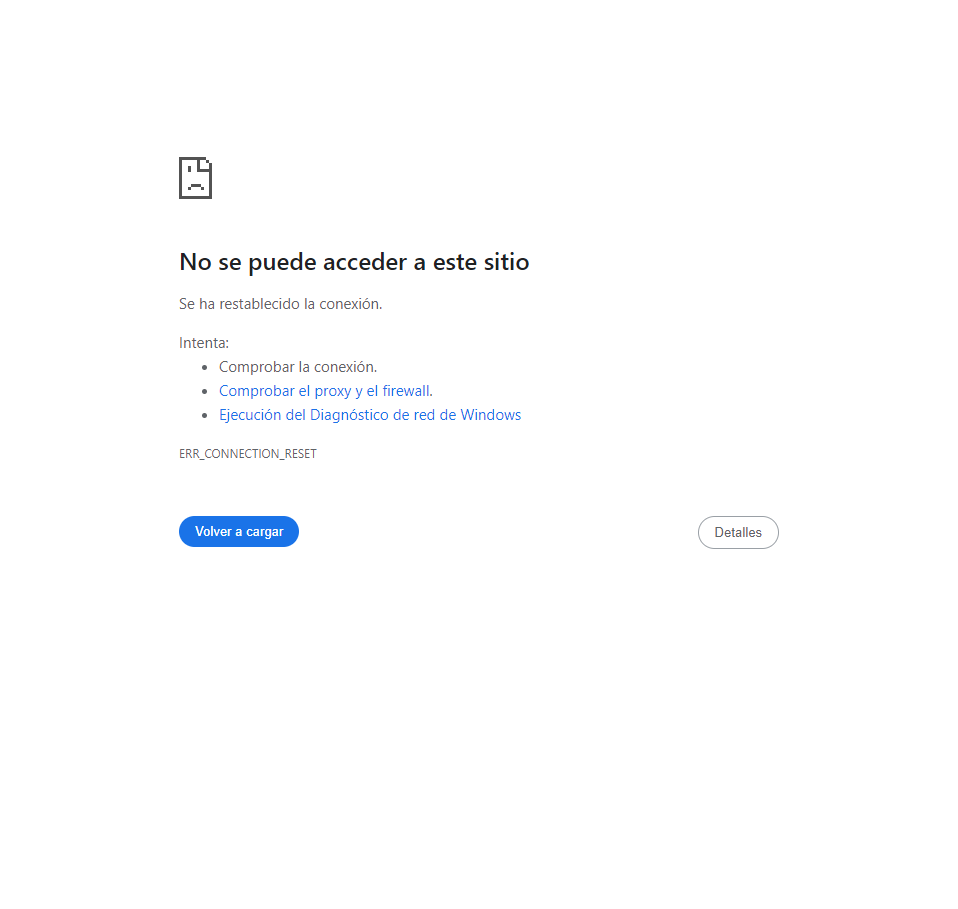 No se puede acceder a este sitio
Se ha restablecido la conexión.
Intenta:
Comprobar la conexión.
Comprobar el proxy y el firewall.
Ejecución del Diagnóstico de red de Windows
ERR_CONNECTION_RESET
Volver a cargar
Detalles